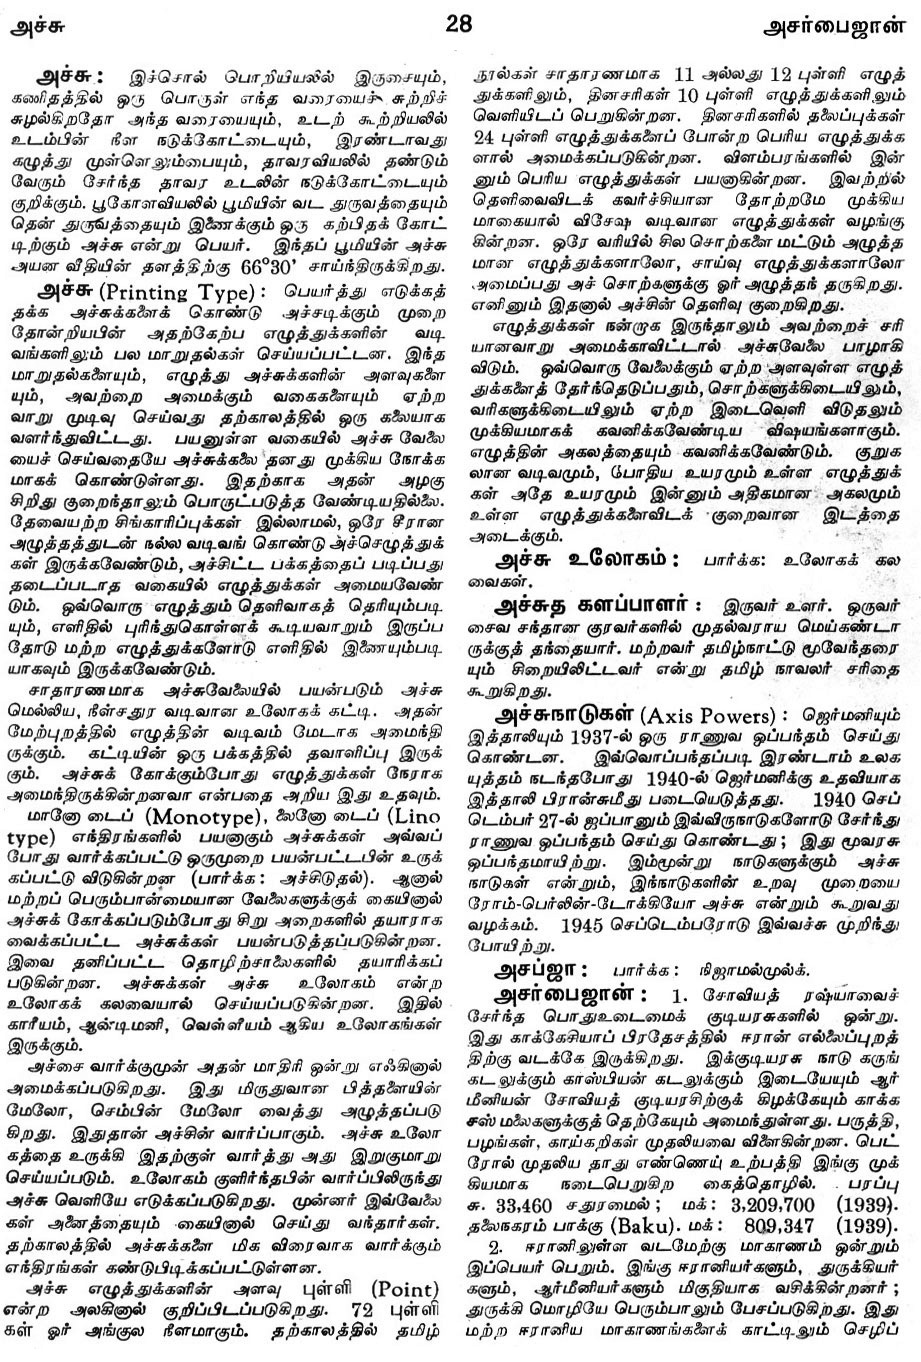 அச்சு
28
அசர்பைஜான்
அச்சு : இச்சொல் பொறியியலில் இருசையும்,
கணிதத்தில் ஒரு பொருள் எந்த வரையைச் சுற்றிச்
சுழல்கிறதோ அந்த வரையையும், உடற் கூற்றியலில்
உடம்பின் நீள நடுக்கோட்டையும், இரண்டாவது
கழுத்து முள்ளெலும்பையும், தாவரவியலில் தண்டும்
வேரும் சேர்ந்த தாவர உடலின் நடுக்கோட்டையும்
குறிக்கும். பூகோளவியலில் பூமியின் வட துருவத்தையும்
தென் துருவத்தையும் இணைக்கும் ஒரு கற்பிதக் கோட்
டிற்கும் அச்சு என்று பெயர். இந்தப் பூமியின் அச்சு
அயன வீதியின் தளத்திற்கு 66°30' சாய்ந்திருக்கிறது.
அச்சு (Printing Type) : பெயர்த்து எடுக்கத்
தக்க அச்சுக்களைக் கொண்டு அச்சடிக்கும் முறை
தோன்றியபின் அதற்கேற்ப எழுத்துக்களின் வடி
வங்களிலும் பல மாறுதல்கள் செய்யப்பட்டன. இந்த
மாறுதல்களையும், எழுத்து அச்சுக்களின் அளவுகளை
யும், அவற்றை அமைக்கும் வகைகளையும் ஏற்ற
வாறு முடிவு செய்வது தற்காலத்தில் ஒரு கலையாக
வளர்ந்துவிட்டது. பயனுள்ள வகையில் அச்சு வேலை
யைச் செய்வதையே அச்சுக்கலை தனது முக்கிய நோக்க
மாகக் கொண்டுள்ளது. இதற்காக அதன் அழகு
சிறிது குறைந்தாலும் பொருட்படுத்த வேண்டியதில்லை.
தேவையற்ற சிங்காரிப்புக்கள் இல்லாமல், ஒரே சீரான
அழுத்தத்துடன் நல்ல வடிவங் கொண்டு அச்செழுத்துக்
கள் இருக்கவேண்டும், அச்சிட்ட பக்கத்தைப் படிப்பது
தடைப்படாத வகையில் எழுத்துக்கள் அமையவேண்
டும். ஒவ்வொரு எழுத்தும் தெளிவாகத் தெரியும்படி
யும், எளிதில் புரிந்துகொள்ளக் கூடியவாறும் இருப்ப
தோடு மற்ற எழுத்துக்களோடு எளிதில் இணையும்படி
யாகவும் இருக்கவேண்டும்.
சாதாரணமாக அச்சுவேலையில் பயன்படும் அச்சு
மெல்லிய, நீள்சதுர வடிவான உலோகக் கட்டி. அதன்
மேற்புறத்தில் எழுத்தின் வடிவம் மேடாக அமைந்தி
ருக்கும். கட்டியின் ஒரு பக்கத்தில் தவாளிப்பு இருக்
கும். அச்சுக் கோக்கும்போது எழுத்துக்கள் நேராக
அமைந்திருக்கின்றனவா என்பதை அறிய இது உதவும்.
மானோ டைப் (Monotype), லைனோ டைப் (Lino
type) எந்திரங்களில் பயனாகும் அச்சுக்கள் அவ்வப்
போது வார்க்கப்பட்டு ஒருமுறை பயன்பட்டபின் உருக்
கப்பட்டு விடுகின்றன (பார்க்க : அச்சிடுதல்). ஆனால்
மற்றப் பெரும்பான்மையான வேலைகளுக்குக் கையினால்
அச்சுக் கோக்கப்படும்போது சிறு அறைகளில் தயாராக
வைக்கப்பட்ட அச்சுக்கள் பயன்படுத்தப்படுகின்றன.
இவை தனிப்பட்ட தொழிற்சாலைகளில் தயாரிக்கப்
படுகின்றன. அச்சுக்கள் அச்சு உலோகம் என்ற
உலோகக் கலவையால் செய்யப்படுகின்றன. இதில்
காரீயம், ஆன்டிமனி, வெள்ளீயம் ஆகிய உலோகங்கள்
இருக்கும்.
அச்சை வார்க்குமுன் அதன் மாதிரி ஒன்று எஃகினால்
அமைக்கப்படுகிறது. இது மிருதுவான பித்தளையின்
மேலோ, செம்பின் மேலோ வைத்து அழுத்தப்படு
கிறது. இதுதான் அச்சின் வார்ப்பாகும். அச்சு உலோ
கத்தை உருக்கி இதற்குள் வார்த்து அது இறுகுமாறு
செய்யப்படும். உலோகம் குளிர்ந்தபின் வார்ப்பிலிருந்து
அச்சு வெளியே எடுக்கப்படுகிறது. முன்னர் இவ்வேலை
கள் அனைத்தையும் கையினால் செய்து வந்தார்கள்.
தற்காலத்தில் அச்சுக்களை மிக விரைவாக வார்க்கும்
எந்திரங்கள் கண்டுபிடிக்கப்பட்டுள்ளன.
அச்சு எழுத்துக்களின் அளவு புள்ளி (Point)
என்ற அலகினால் குறிப்பிடப்படுகிறது. 72 புள்ளி
கள் ஓர் அங்குல நீளமாகும். தற்காலத்தில் தமிழ்
நூல்கள் சாதாரணமாக 11 அல்லது 12 புள்ளி எழுத்
துக்களிலும், தினசரிகள் 10 புள்ளி எழுத்துக்களிலும்
வெளியிடப் பெறுகின்றன. தினசரிகளில் தலைப்புக்கள்
24 புள்ளி எழுத்துக்களைப் போன்ற பெரிய எழுத்துக்க
ளால் அமைக்கப்படுகின்றன. விளம்பரங்களில் இன்
னும் பெரிய எழுத்துக்கள் பயனாகின்றன. இவற்றில்
தெளிவைவிடக் கவர்ச்சியான தோற்றமே முக்கிய
மாகையால் விசேஷ வடிவான எழுத்துக்கள் வழங்கு
கின்றன. ஒரே வரியில் சில சொற்களை மட்டும் அழுத்த
மான எழுத்துக்களாலோ, சாய்வு எழுத்துக்களாலோ
அமைப்பது அச் சொற்களுக்கு ஓர் அழுத்தந் தருகிறது.
எனினும் இதனால் அச்சின் தெளிவு குறைகிறது.
எழுத்துக்கள் நன்றாக இருந்தாலும் அவற்றைச் சரி
யானவாறு அமைக்காவிட்டால் அச்சுவேலை பாழாகி
விடும். ஒவ்வொரு வேலைக்கும் ஏற்ற அளவுள்ள எழுத்
துக்களைத் தேர்ந்தெடுப்பதும், சொற்களுக்கிடையிலும்,
வரிகளுக்கிடையிலும் ஏற்ற இடைவெளி விடுதலும்
முக்கியமாகக் கவனிக்கவேண்டிய விஷயங்களாகும்.
எழுத்தின் அகலத்தையும் கவனிக்கவேண்டும். குறுக
லான வடிவமும், போதிய உயரமும் உள்ள எழுத்துக்
கள் அதே உயரமும் இன்னும் அதிகமான அகலமும்
உள்ள எழுத்துக்களைவிடக் குறைவான இடத்தை
அடைக்கும்.
அச்சு உலோகம் : பார்க்க: உலோகக் கல
வைகள்.
அச்சுத களப்பாளர் : இருவர் உளர். ஒருவர்
சைவ சந்தான குரவர்களில் முதல்வராய மெய்கண்டா
ருக்குத் தந்தையார். மற்றவர் தமிழ்நாட்டு மூவேந்தரை
யும் சிறையிலிட்டவர் என்று தமிழ் நாவலர் சரிதை
கூறுகிறது.
அச்சுநாடுகள் (Axis Powers) : ஜெர்மனியும்
இத்தாலியும் 1937-ல் ஒரு ராணுவ ஒப்பந்தம் செய்து
கொண்டன. இவ்வொப்பந்தப்படி இரண்டாம் உலக
யுத்தம் நடந்தபோது 1940-ல் ஜெர்மனிக்கு உதவியாக
இத்தாலி பிரான்சுமீது படையெடுத்தது. 1940 செப்
டெம்பர் 27-ல் ஜப்பானும் இவ்விருநாடுகளோடு சேர்ந்து
ராணுவ ஒப்பந்தம் செய்து கொண்டது ; இது மூவரசு
ஒப்பந்தமாயிற்று. இம்மூன்று நாடுகளுக்கும் அச்சு
நாடுகள் என்றும், இந்நாடுகளின் உறவு முறையை
ரோம்-பெர்லின்-டோக்கியோ அச்சு என்றும் கூறுவது
வழக்கம். 1945 செப்டெம்பரோடு இவ்வச்சு முறிந்து
போயிற்று.
அசப்ஜா : பார்க்க : நிஜாமல்முல்க்.
அசர்பைஜான் : 1. சோவியத் ரஷ்யாவைச்
சேர்ந்த பொதுஉடைமைக் குடியரசுகளில் ஒன்று.
இது காக்கேசியாப் பிரதேசத்தில் ஈரான் எல்லைப்புறத்
திற்கு வடக்கே இருக்கிறது. இக்குடியரசு நாடு கருங்
கடலுக்கும் காஸ்பியன் கடலுக்கும் இடையேயும் ஆர்
மீனியன் சோவியத் குடியரசிற்குக் கிழக்கேயும் காக்க
சஸ் மலைகளுக்குத் தெற்கேயும் அமைந்துள்ளது. பருத்தி,
பழங்கள், காய்கறிகள் முதலியவை விளைகின்றன. பெட்
ரோல் முதலிய தாது எண்ணெய் உற்பத்தி இங்கு முக்
கியமாக நடைபெறுகிற கைத்தொழில். பரப்பு
சு. 33,460 சதுரமைல் ; மக்: 3,209,700 (1939).
தலைநகரம் பாக்கு (Baku). மக்: 809,347 (1939).
2. ஈரானிலுள்ள வடமேற்கு மாகாணம் ஒன்றும்
இப்பெயர் பெறும். இங்கு ஈரானியர்களும், துருக்கியர்
களும், ஆர்மீனியர்களும் மிகுதியாக வசிக்கின்றனர் ;
துருக்கி மொழியே பெரும்பாலும் பேசப்படுகிறது. இது
மற்ற ஈரானிய மாகாணங்களைக் காட்டிலும் செழிப்